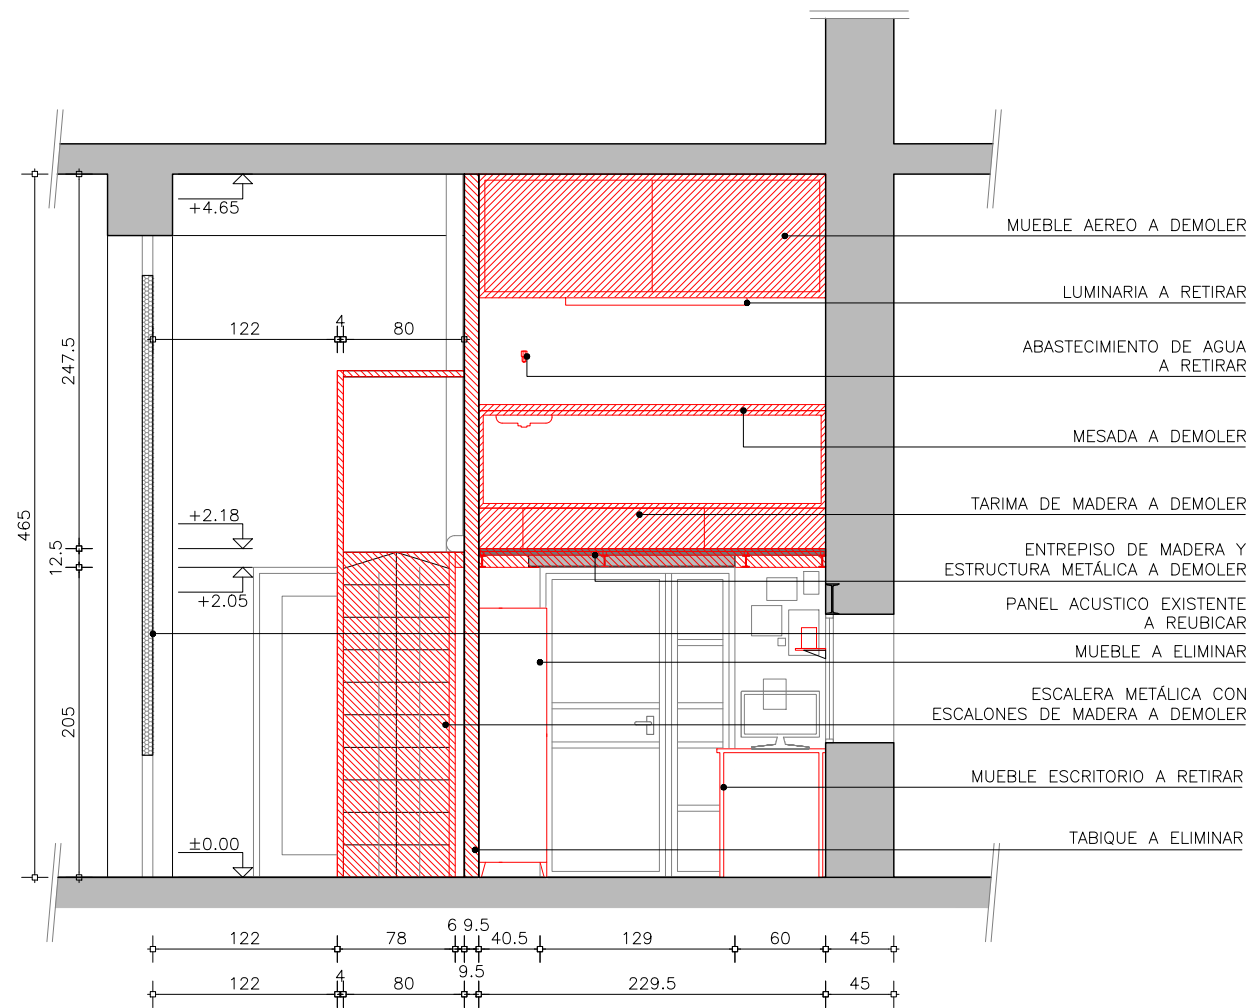 +4.65
MUEBLE AEREO A DEMOLER
LUMINARIA A RETIRAR
122
4
80
247.5
ABASTECIMIENTO DE AGUA
A RETIRAR
MESADA A DEMOLER
TARIMA DE MADERA A DEMOLER
+2.18
465
12.5
ENTREPISO DE MADERA Y
ESTRUCTURA METÁLICA A DEMOLER
+2.05
PANEL ACUSTICO EXISTENTE
A REUBICAR
MUEBLE A ELIMINAR
205
ESCALERA METÁLICA CON
ESCALONES DE MADERA A DEMOLER
MUEBLE ESCRITORIO A RETIRAR
±0.00
TABIQUE A ELIMINAR
122 78 6 9.5 40.5 129 60 45
122 4 80 9.5 229.5 45